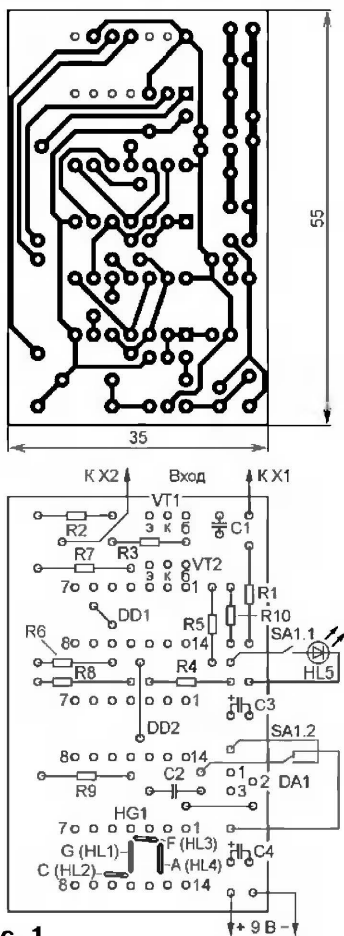 55
35
К X2 Вход К X1
VT1
R2 э к б C1
R3
R7 VT2
э к б
7 1
DD1 R5 R1
R10
R6 8 14 SA1.1
R8 R4 HL5
7 1 C3
DD2 SA1.2
8 14
C2 1
R9 3 2 DA1
HG1
7 1
F (HL3)
G (HL1) C4
C (HL2) A (HL4)
8 14
+ 9 В −
с. 1